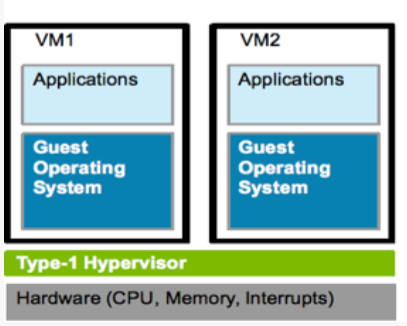 VM1
Applications
Guest
Operating
System
VM2
Applications
Guest
Operating
System
Type-1 Hypervisor
Hardware (CPU, Memory, Interrupts)